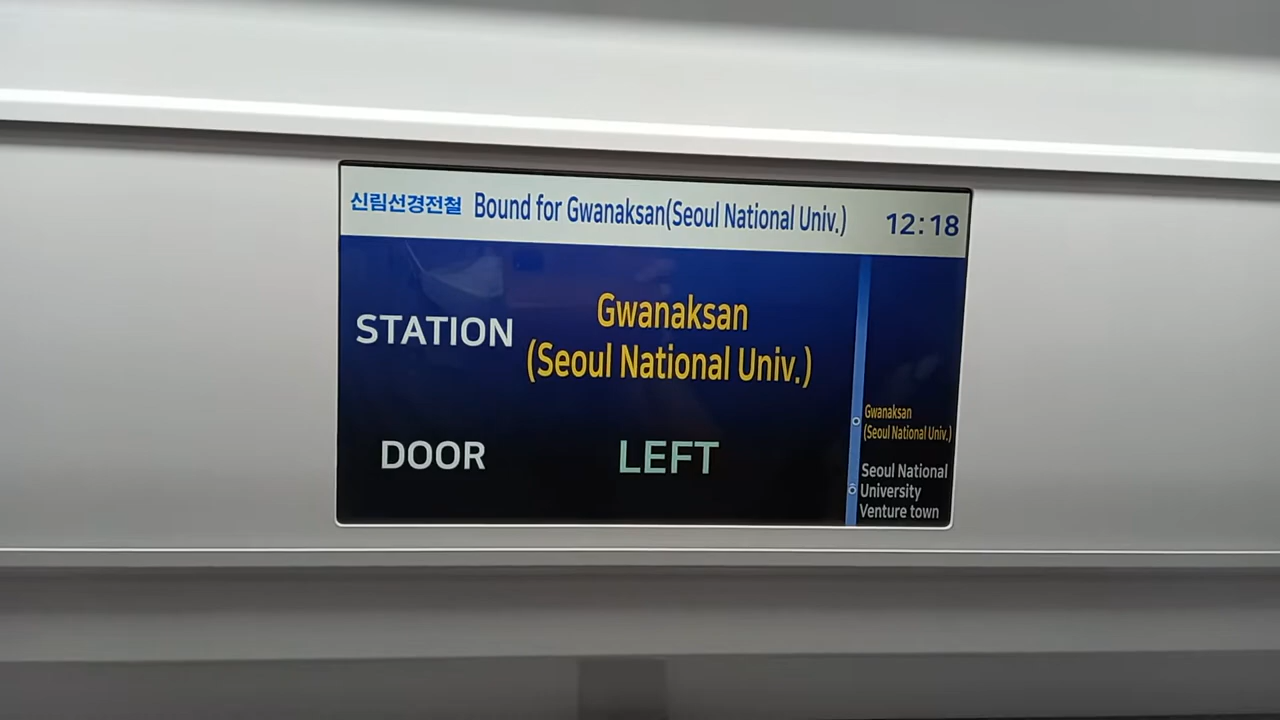 신림선경전철 Bound for Gwanaksan(Seoul National Univ.) 12:18
STATION
Gwanaksan
(Seoul National Univ.)
DOOR LEFT
Gwanaksan
(Seoul National Univ.)
Seoul National
University
Venture town